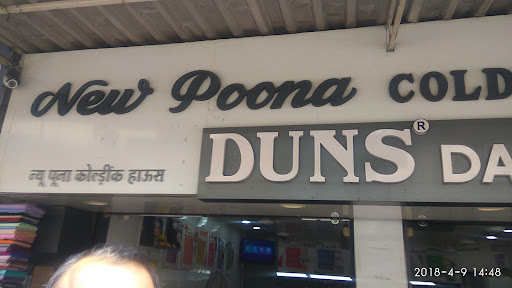 New Poona COLD
DUNS® DA
न्यू पूना कोल्ड्रींक हाऊस
2018-4-9 14:48